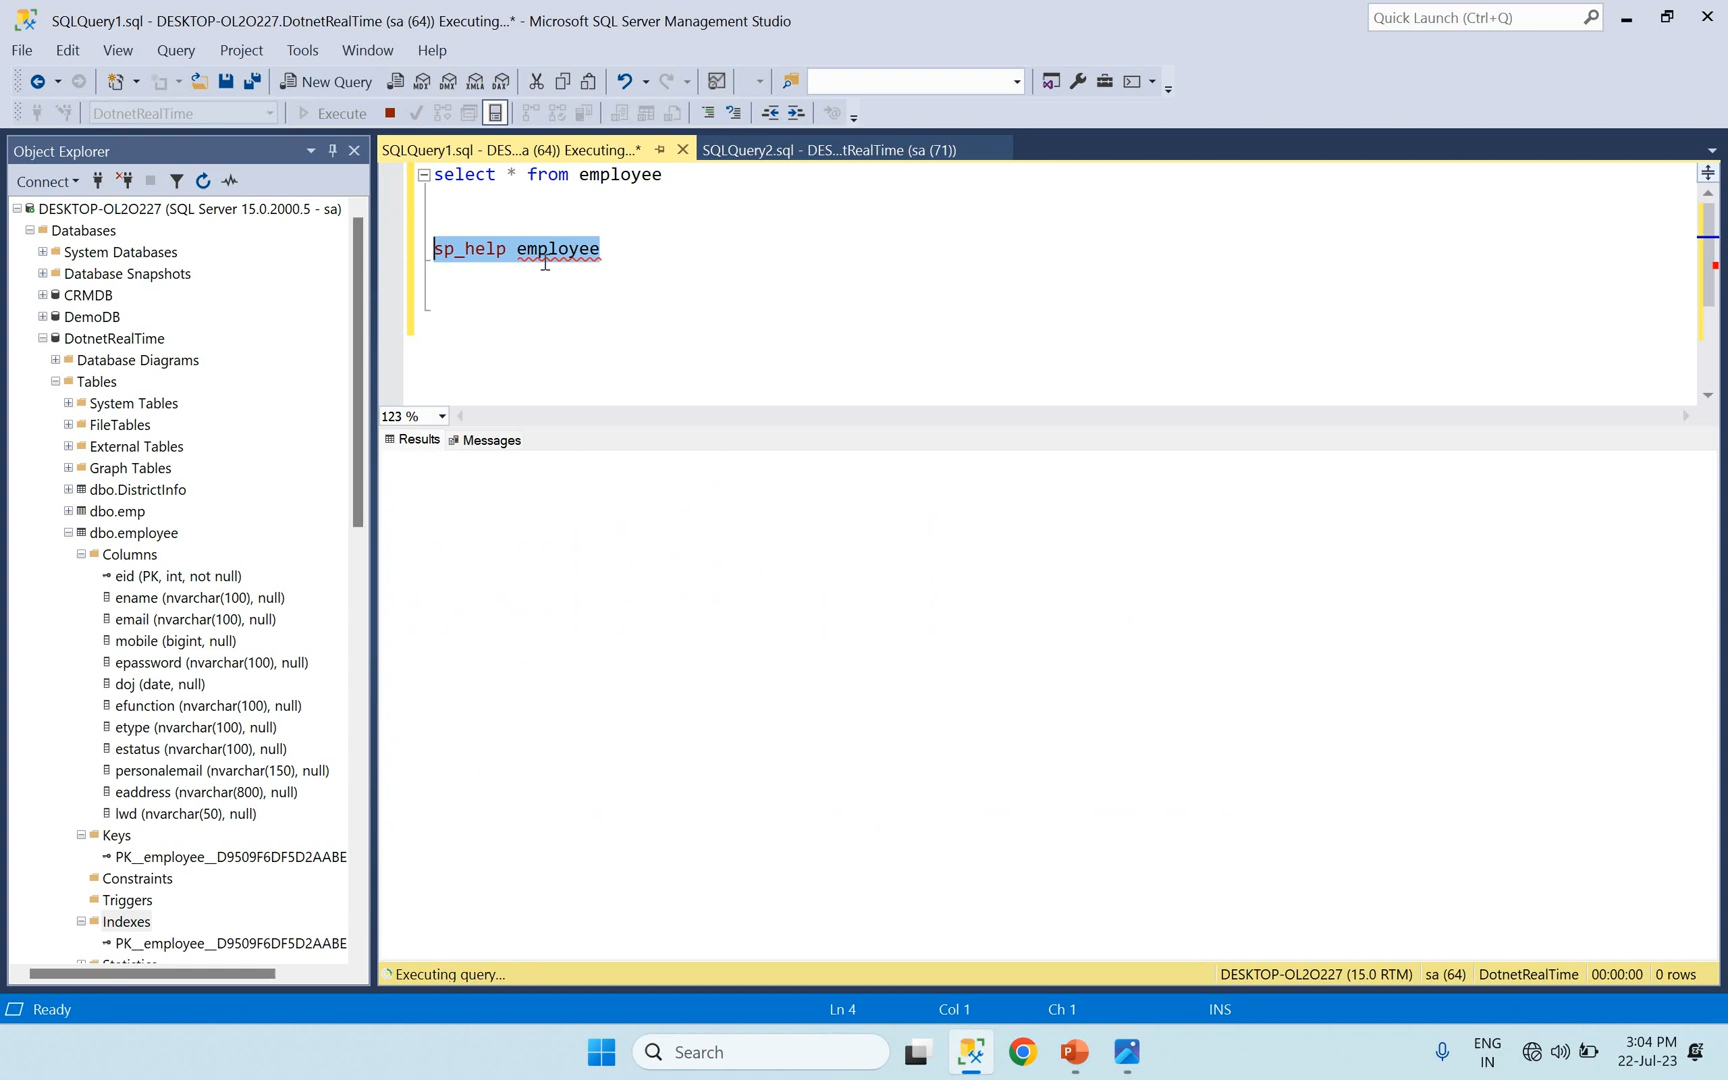 SQLQuery1.sql - DESKTOP-OL2O227.DotnetRealTime (sa (64)) Executing...* - Microsoft SQL Server Management Studio
Quick Launch (Ctrl+Q)
File Edit View Query Project Tools Window Help
New Query MDX DMX XMLA DAX
DotnetRealTime Execute
Object Explorer
SQLQuery1.sql - DES...a (64)) Executing...* SQLQuery2.sql - DES...tRealTime (sa (71))
Connect
select * from employee
DESKTOP-OL2O227 (SQL Server 15.0.2000.5 - sa)
Databases
System Databases
sp_help employee
Database Snapshots
CRMDB
DemoDB
DotnetRealTime
Database Diagrams
Tables
System Tables
123 %
FileTables
Results Messages
External Tables
Graph Tables
dbo.DistrictInfo
dbo.emp
dbo.employee
Columns
eid (PK, int, not null)
ename (nvarchar(100), null)
email (nvarchar(100), null)
mobile (bigint, null)
epassword (nvarchar(100), null)
doj (date, null)
efunction (nvarchar(100), null)
etype (nvarchar(100), null)
estatus (nvarchar(100), null)
personalemail (nvarchar(150), null)
eaddress (nvarchar(800), null)
lwd (nvarchar(50), null)
Keys
PK__employee__D9509F6DF5D2AABE
Constraints
Triggers
Indexes
PK__employee__D9509F6DF5D2AABE
Executing query... DESKTOP-OL2O227 (15.0 RTM) sa (64) DotnetRealTime 00:00:00 0 rows
Ready Ln 4 Col 1 Ch 1 INS
Search
ENG
IN
3:04 PM
22-Jul-23